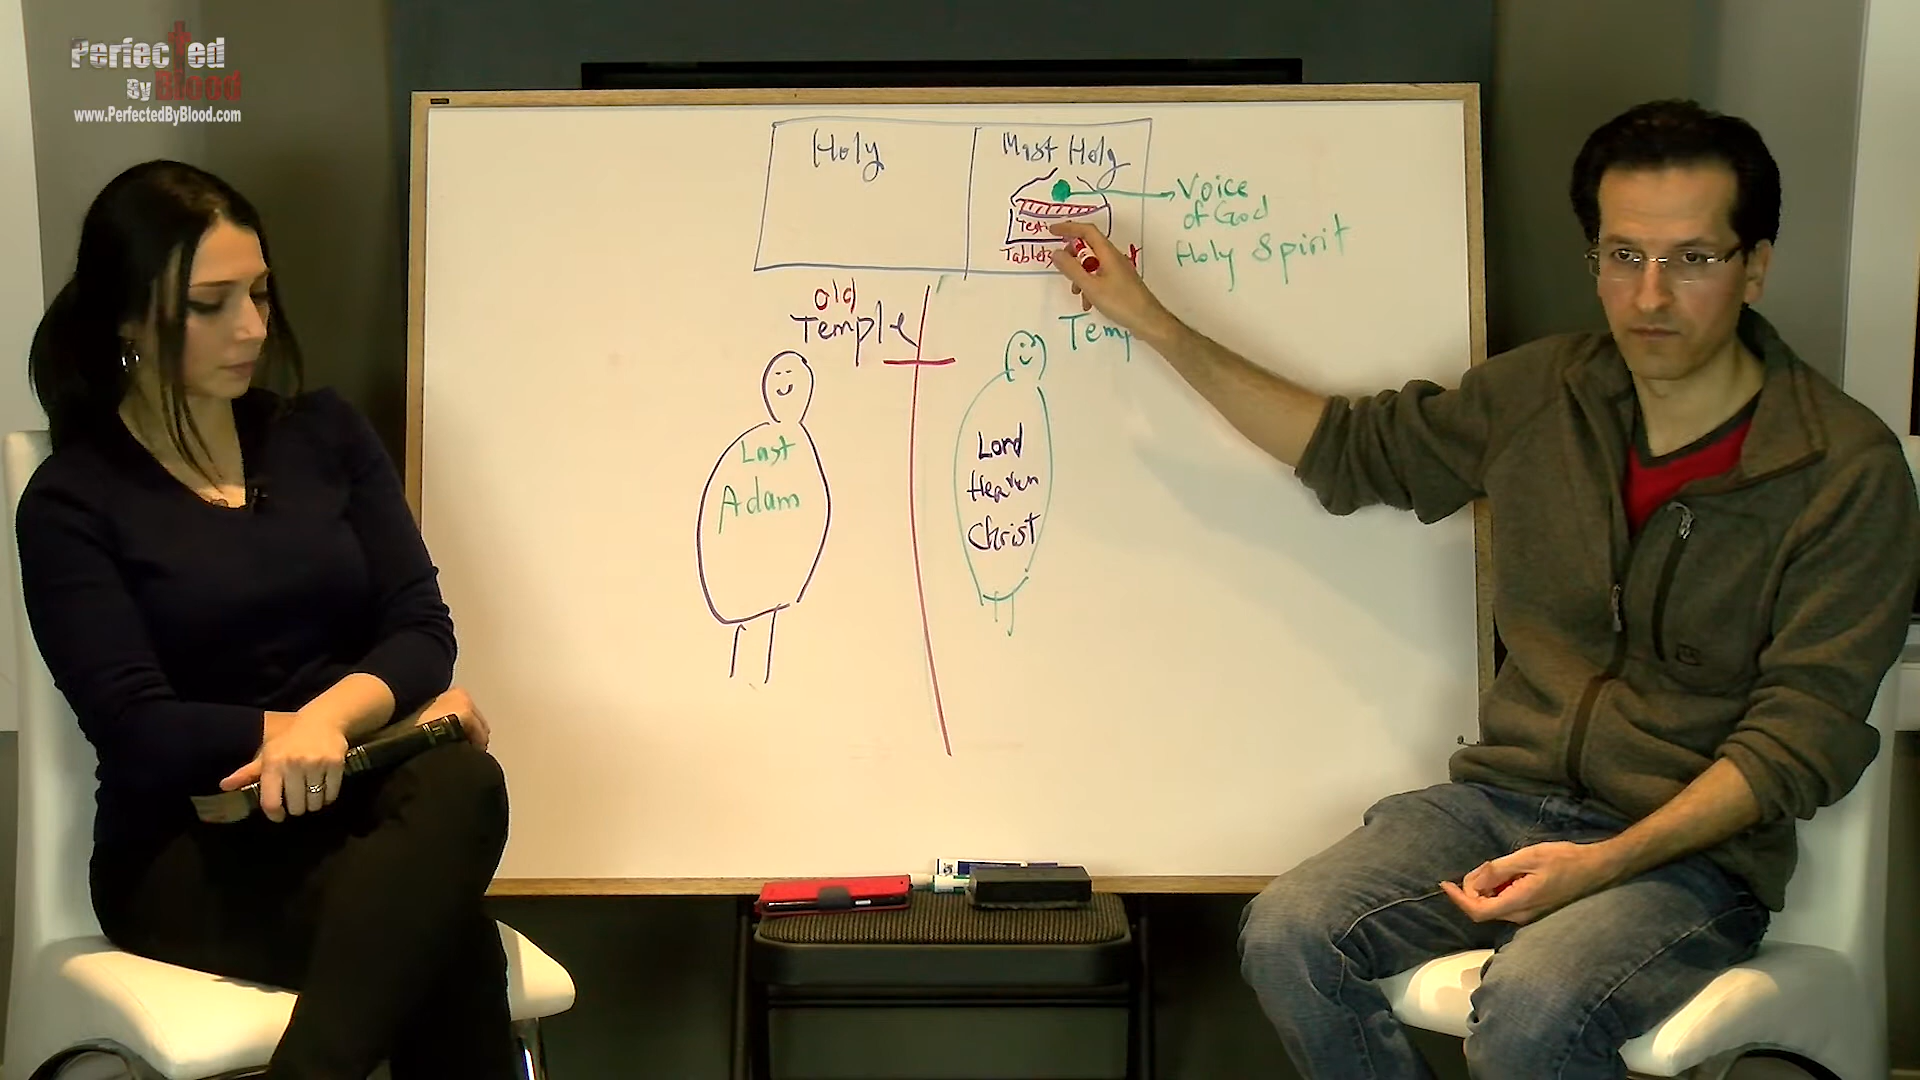 Perfected
By Blood
www.PerfectedByBlood.com
Holy
Most Holy
Voice
of God
Holy Spirit
Tablets
Old
Temple
Last
Adam
Lord
Heaven
Christ